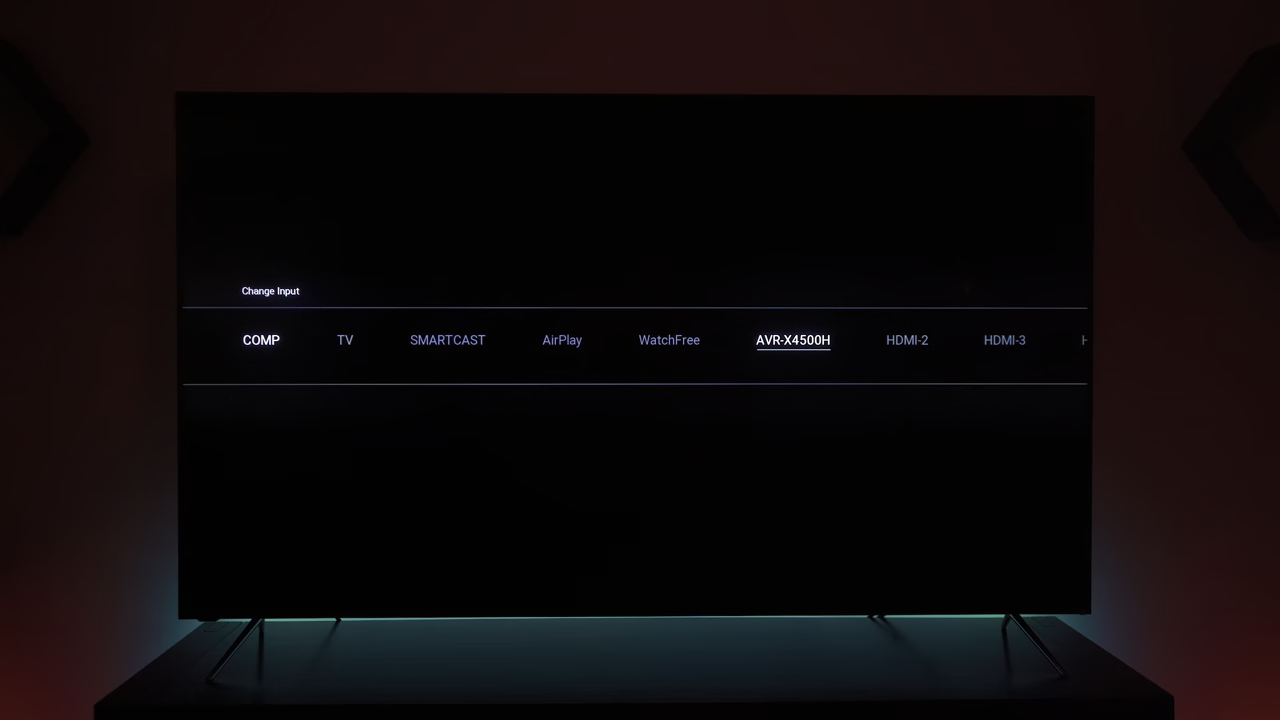 Change Input
COMP TV SMARTCAST AirPlay WatchFree AVR-X4500H HDMI-2 HDMI-3